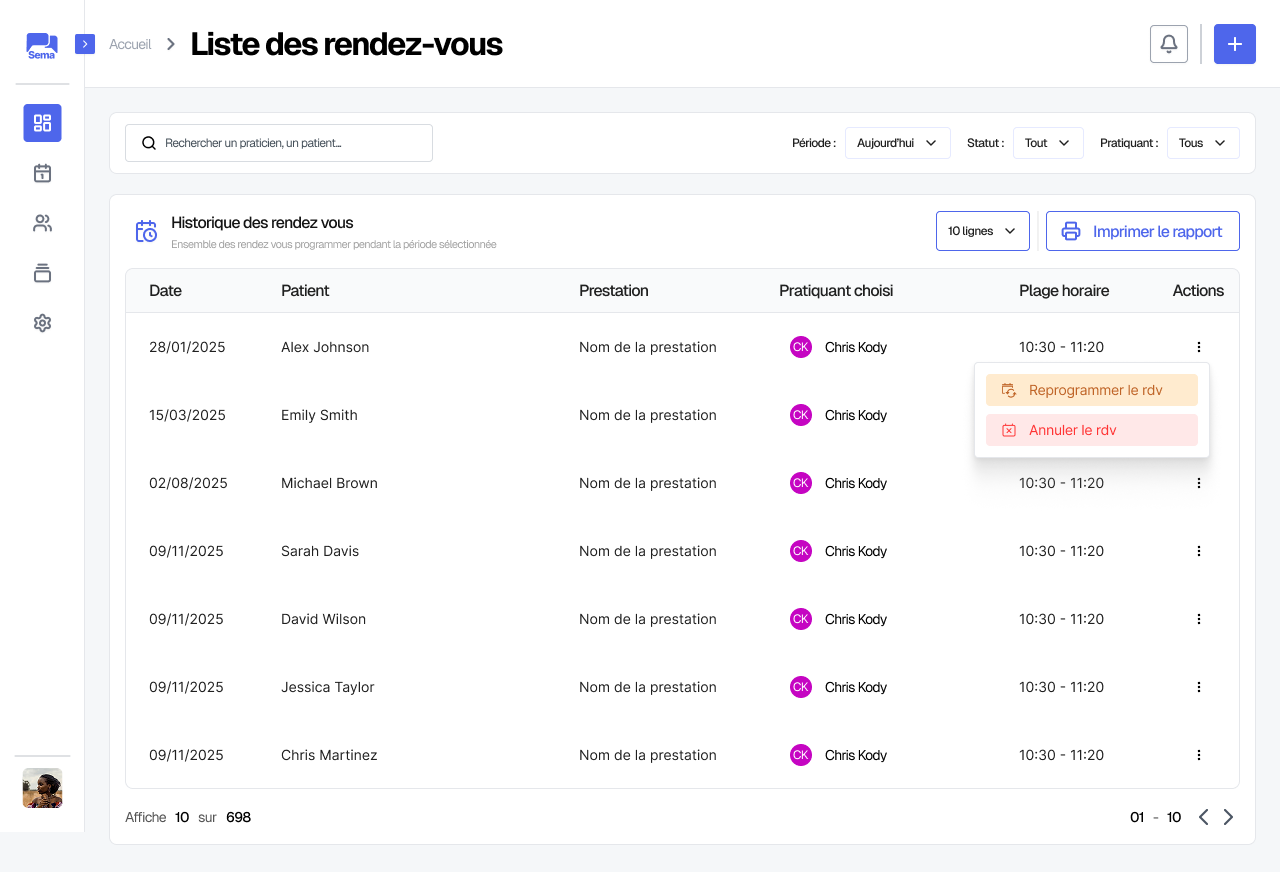 Sema
Accueil
Liste des rendez-vous
Rechercher un praticien, un patient...
Période : Aujourd'hui Statut : Tout Pratiquant : Tous
Historique des rendez vous
Ensemble des rendez vous programmer pendant la période sélectionnée
10 lignes
Imprimer le rapport
Date Patient Prestation Pratiquant choisi Plage horaire Actions
28/01/2025 Alex Johnson Nom de la prestation CK Chris Kody 10:30 - 11:20
Reprogrammer le rdv
Annuler le rdv
15/03/2025 Emily Smith Nom de la prestation CK Chris Kody
02/08/2025 Michael Brown Nom de la prestation CK Chris Kody 10:30 - 11:20
09/11/2025 Sarah Davis Nom de la prestation CK Chris Kody 10:30 - 11:20
09/11/2025 David Wilson Nom de la prestation CK Chris Kody 10:30 - 11:20
09/11/2025 Jessica Taylor Nom de la prestation CK Chris Kody 10:30 - 11:20
09/11/2025 Chris Martinez Nom de la prestation CK Chris Kody 10:30 - 11:20
Affiche 10 sur 698
01 - 10